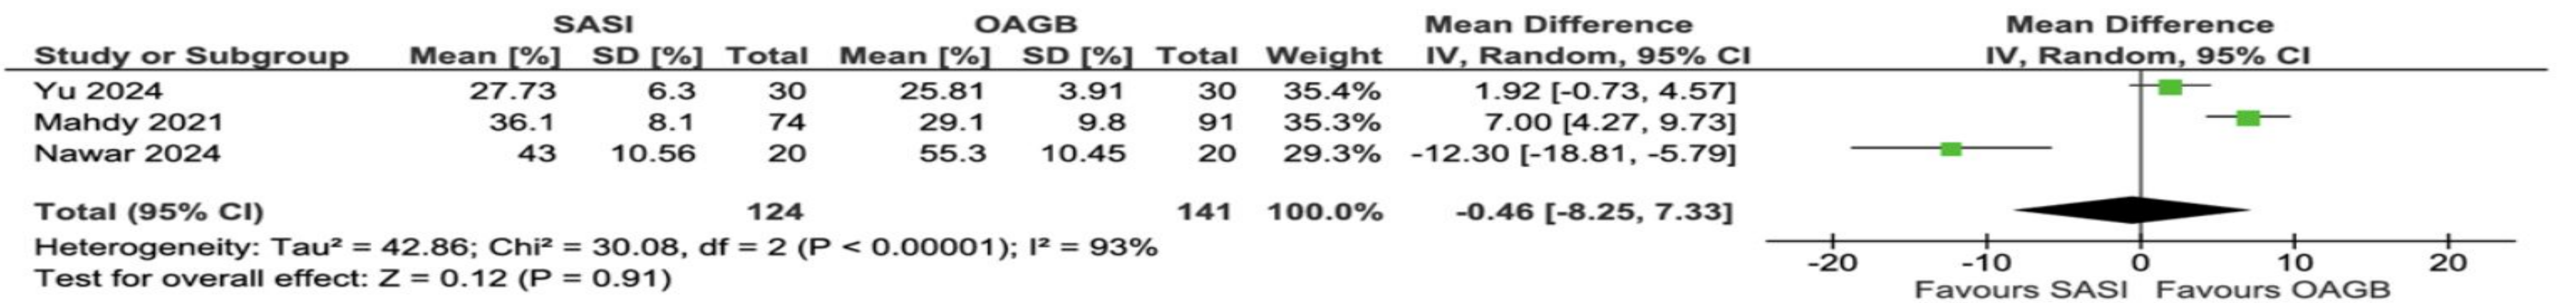 SASI OAGB Mean Difference Mean Difference
Study or Subgroup Mean [%] SD [%] Total Mean [%] SD [%] Total Weight IV, Random, 95% CI IV, Random, 95% CI
Yu 2024 27.73 6.3 30 25.81 3.91 30 35.4% 1.92 [-0.73, 4.57]
Mahdy 2021 36.1 8.1 74 29.1 9.8 91 35.3% 7.00 [4.27, 9.73]
Nawar 2024 43 10.56 20 55.3 10.45 20 29.3% -12.30 [-18.81, -5.79]
Total (95% CI) 124 141 100.0% -0.46 [-8.25, 7.33]
Heterogeneity: Tau² = 42.86; Chi² = 30.08, df = 2 (P < 0.00001); I² = 93%
Test for overall effect: Z = 0.12 (P = 0.91)
-20 -10 0 10 20
Favours SASI Favours OAGB